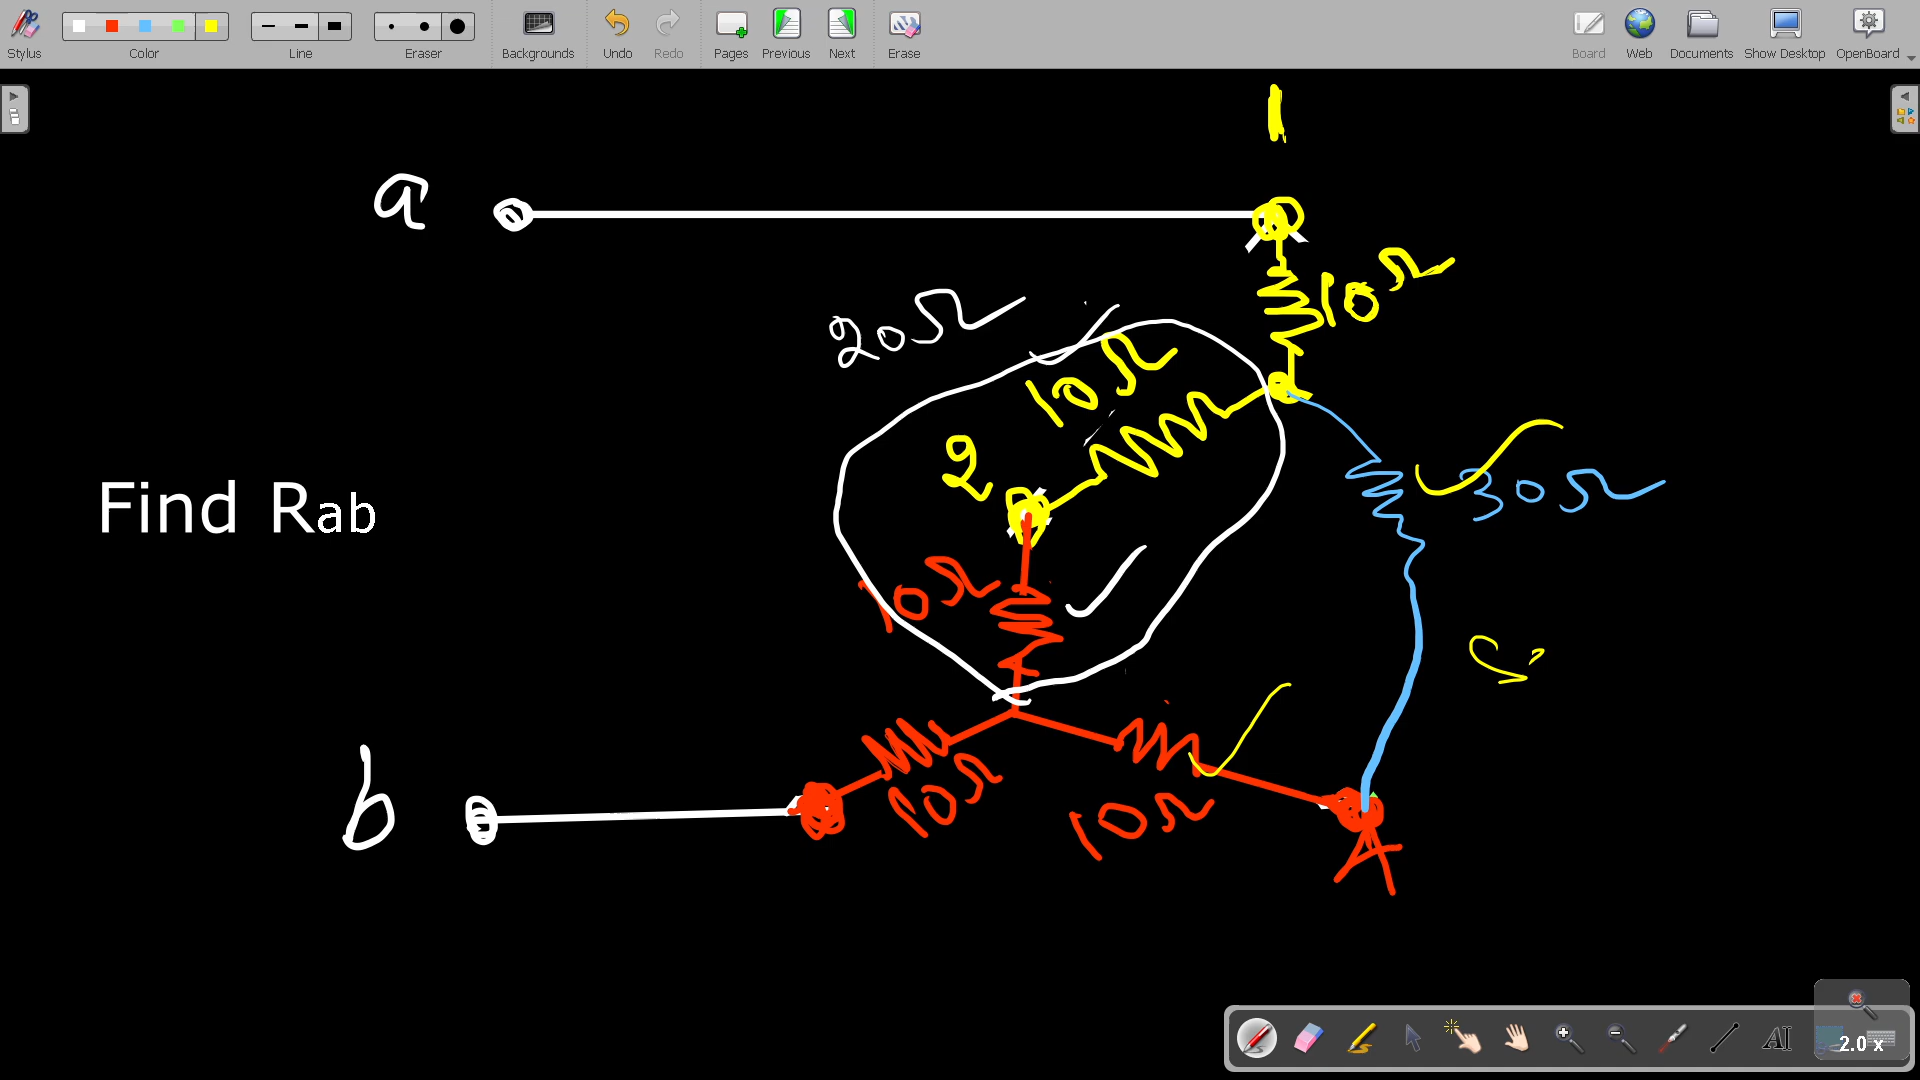 Stylus Color Line Eraser Backgrounds Undo Redo Pages Previous Next Erase Board Web Documents Show Desktop OpenBoard
1
a
10Ω
20Ω
10Ω
2
30Ω
Find Rab
10Ω
b
10Ω
10Ω
A
2.0 x